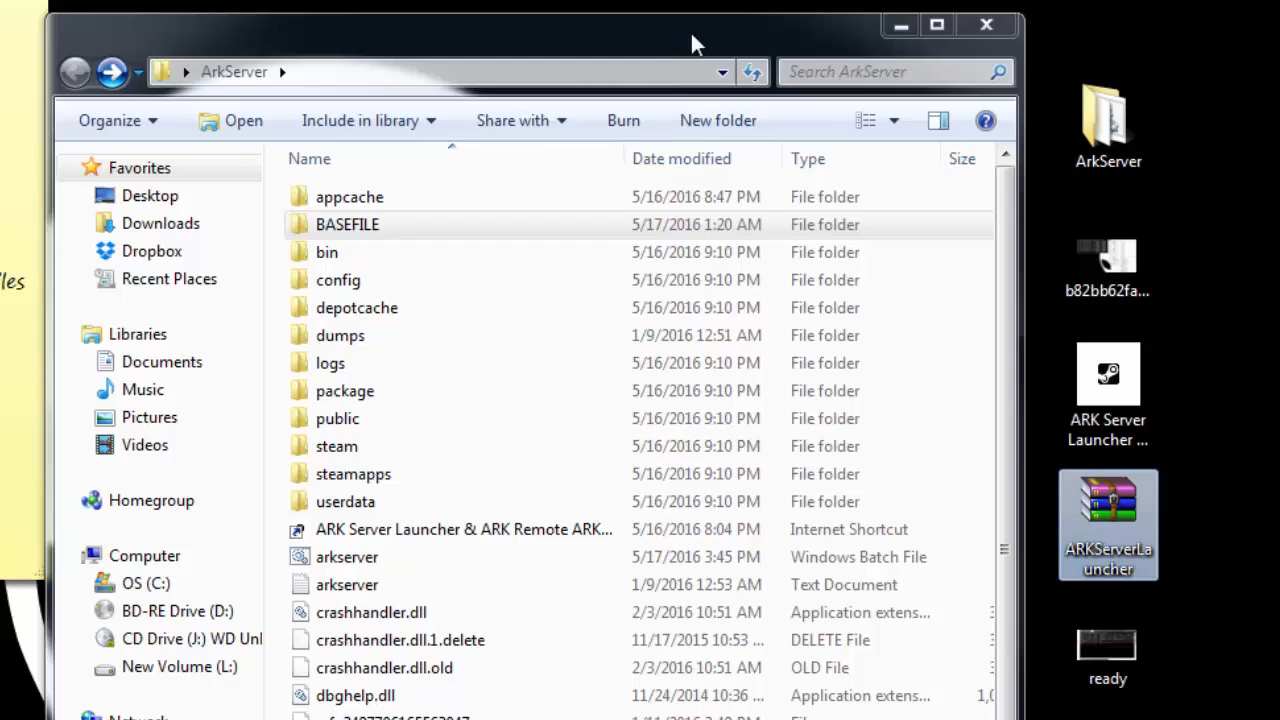 ArkServer
Search ArkServer
Organize
Open
Include in library
Share with
Burn
New folder
Name
Date modified
Type
Size
Favorites
Desktop
Downloads
Dropbox
Recent Places
Libraries
Documents
Music
Pictures
Videos
Homegroup
Computer
OS (C:)
BD-RE Drive (D:)
CD Drive (J:) WD Unl
New Volume (L:)
appcache 5/16/2016 8:47 PM File folder
BASEFILE 5/17/2016 1:20 AM File folder
bin 5/16/2016 9:10 PM File folder
config 5/16/2016 9:10 PM File folder
depotcache 5/16/2016 9:10 PM File folder
dumps 1/9/2016 12:51 AM File folder
logs 5/16/2016 9:10 PM File folder
package 5/16/2016 9:10 PM File folder
public 5/16/2016 9:10 PM File folder
steam 5/16/2016 9:10 PM File folder
steamapps 5/16/2016 9:10 PM File folder
userdata 5/16/2016 9:10 PM File folder
ARK Server Launcher & ARK Remote ARK... 5/16/2016 8:04 PM Internet Shortcut
arkserver 5/17/2016 3:45 PM Windows Batch File
arkserver 1/9/2016 12:53 AM Text Document
crashhandler.dll 2/3/2016 10:51 AM Application extens...
crashhandler.dll.1.delete 11/17/2015 10:53 ... DELETE File
crashhandler.dll.old 2/3/2016 10:51 AM OLD File
dbghelp.dll 11/24/2014 10:36 ... Application extens... 1,0
ArkServer
b82bb62fa...
ARK Server
Launcher ...
ARKServerLa
uncher
ready